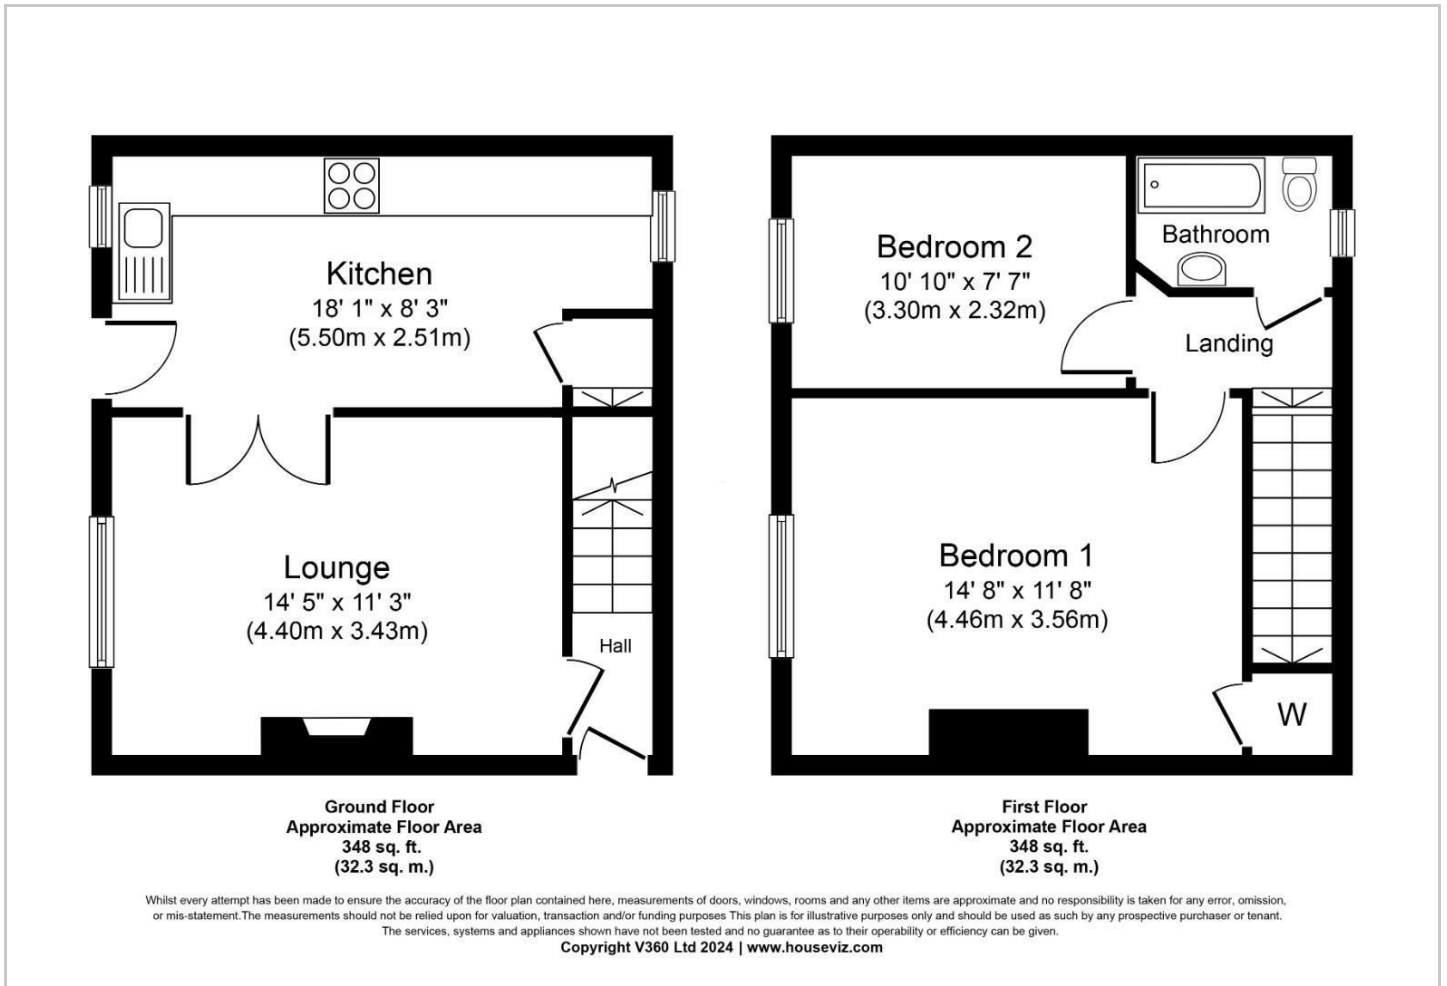 Kitchen
18' 1" x 8' 3"
(5.50m x 2.51m)
Lounge
14' 5" x 11' 3"
(4.40m x 3.43m)
Hall
Ground Floor
Approximate Floor Area
348 sq. ft.
(32.3 sq. m.)
Bedroom 2
10' 10" x 7' 7"
(3.30m x 2.32m)
Bathroom
Landing
Bedroom 1
14' 8" x 11' 8"
(4.46m x 3.56m)
W
First Floor
Approximate Floor Area
348 sq. ft.
(32.3 sq. m.)
Whilst every attempt has been made to ensure the accuracy of the floor plan contained here, measurements of doors, windows, rooms and any other items are approximate and no responsibility is taken for any error, omission,
or mis-statement.The measurements should not be relied upon for valuation, transaction and/or funding purposes This plan is for illustrative purposes only and should be used as such by any prospective purchaser or tenant.
The services, systems and appliances shown have not been tested and no guarantee as to their operability or efficiency can be given.
Copyright V360 Ltd 2024 | www.houseviz.com